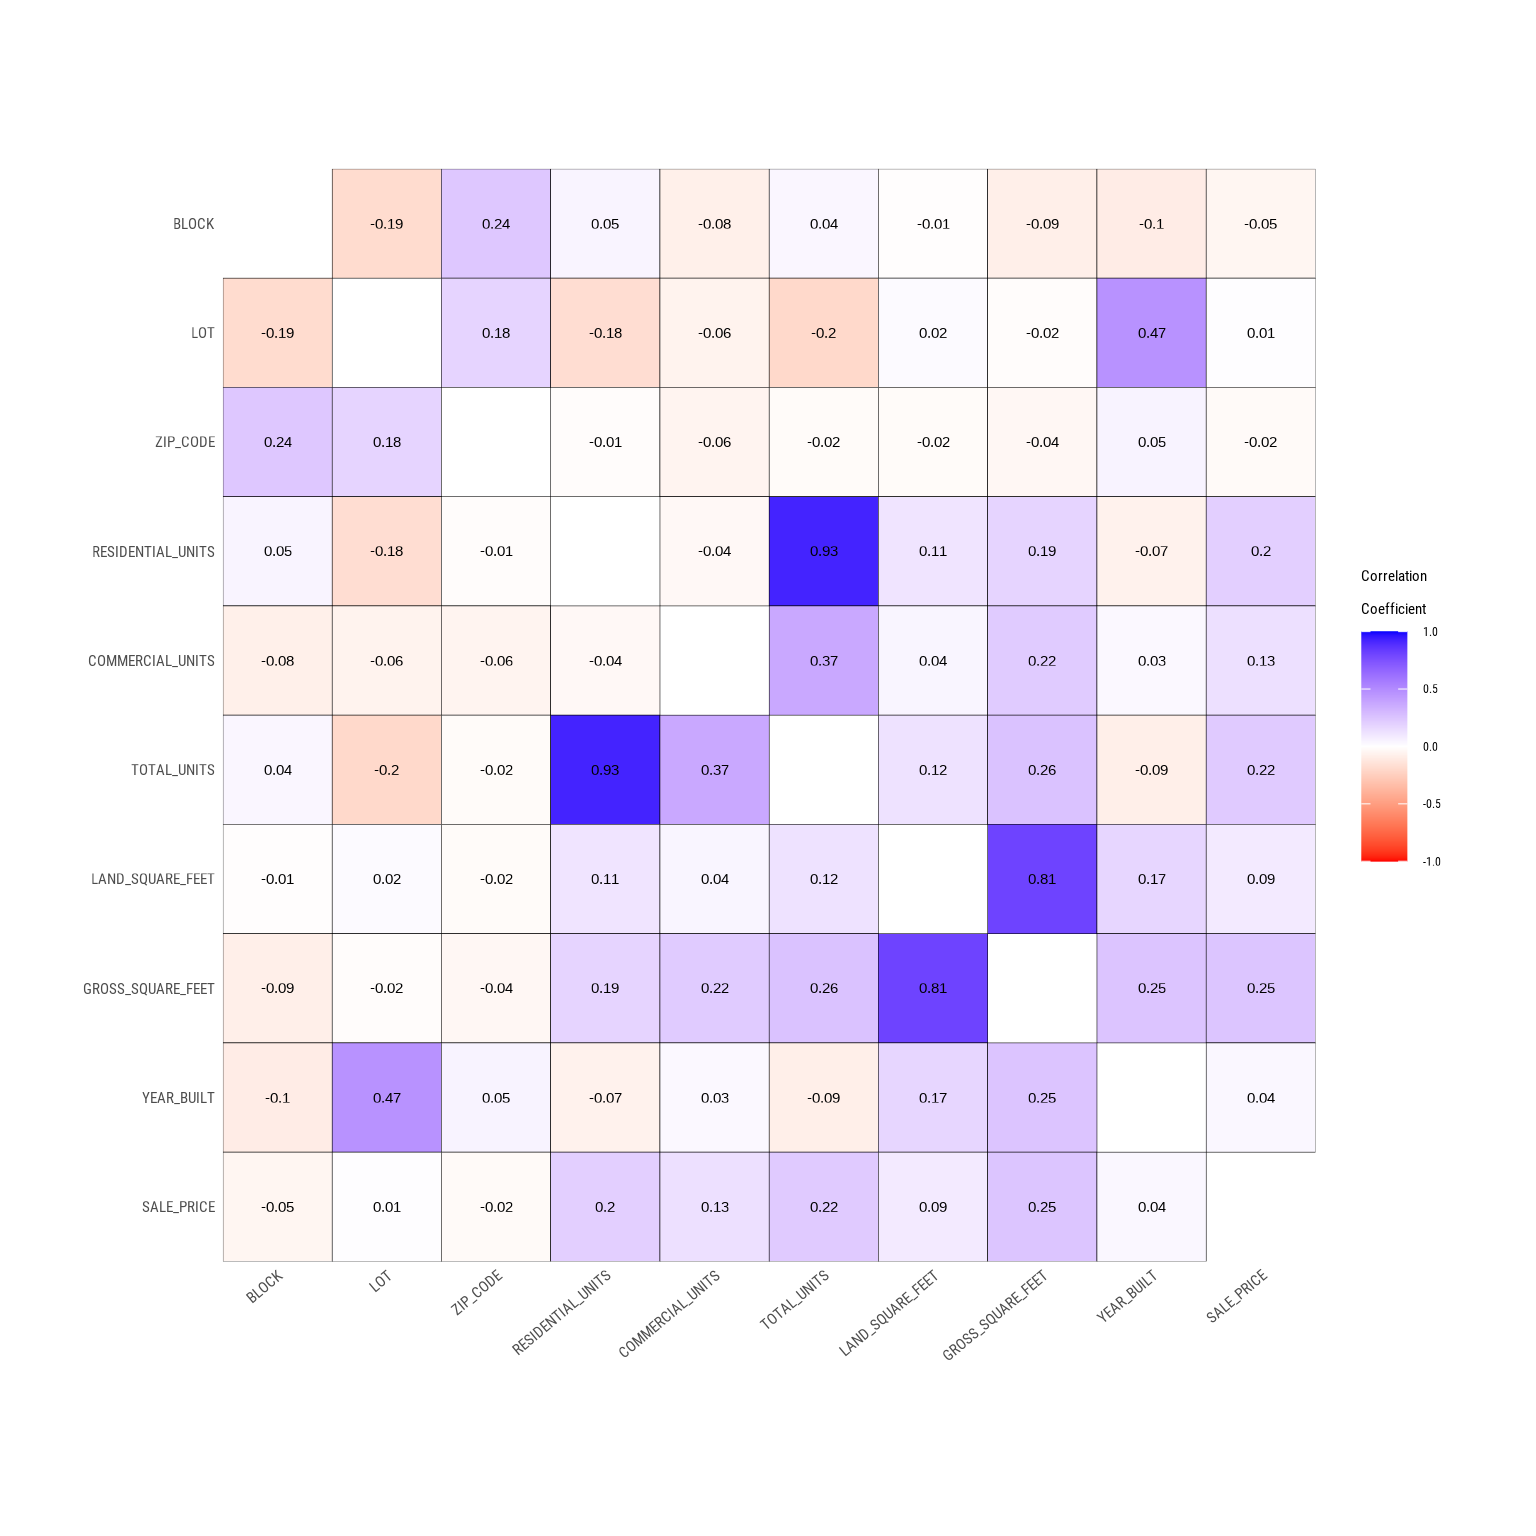 BLOCK -0.19 0.24 0.05 -0.08 0.04 -0.01 -0.09 -0.1 -0.05
LOT -0.19 0.18 -0.18 -0.06 -0.2 0.02 -0.02 0.47 0.01
ZIP_CODE 0.24 0.18 -0.01 -0.06 -0.02 -0.02 -0.04 0.05 -0.02
RESIDENTIAL_UNITS 0.05 -0.18 -0.01 -0.04 0.93 0.11 0.19 -0.07 0.2
COMMERCIAL_UNITS -0.08 -0.06 -0.06 -0.04 0.37 0.04 0.22 0.03 0.13
TOTAL_UNITS 0.04 -0.2 -0.02 0.93 0.37 0.12 0.26 -0.09 0.22
LAND_SQUARE_FEET -0.01 0.02 -0.02 0.11 0.04 0.12 0.81 0.17 0.09
GROSS_SQUARE_FEET -0.09 -0.02 -0.04 0.19 0.22 0.26 0.81 0.25 0.25
YEAR_BUILT -0.1 0.47 0.05 -0.07 0.03 -0.09 0.17 0.25 0.04
SALE_PRICE -0.05 0.01 -0.02 0.2 0.13 0.22 0.09 0.25 0.04
BLOCK LOT ZIP_CODE RESIDENTIAL_UNITS COMMERCIAL_UNITS TOTAL_UNITS LAND_SQUARE_FEET GROSS_SQUARE_FEET YEAR_BUILT SALE_PRICE
Correlation
Coefficient
1.0
0.5
0.0
-0.5
-1.0